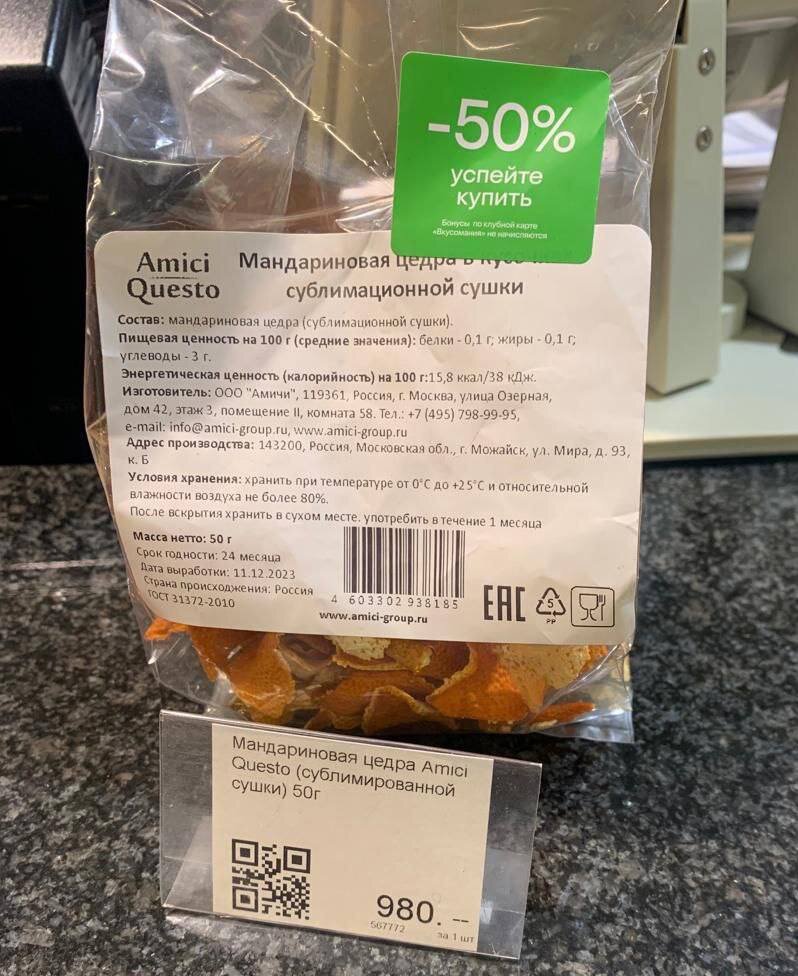 -50%
успейте
купить
Бонусы по клубной карте
«Вкусомания» не начисляются
Amici
Questo
Мандариновая цедра в
сублимационной сушки
Состав: мандариновая цедра (сублимационной сушки).
Пищевая ценность на 100 г (средние значения): белки - 0,1 г; жиры - 0,1 г;
углеводы - 3 г.
Энергетическая ценность (калорийность) на 100 г:15,8 ккал/38 кДж.
Изготовитель: ООО "Амичи", 119361, Россия, г. Москва, улица Озерная,
дом 42, этаж 3, помещение II, комната 58. Тел.: +7 (495) 798-99-95,
e-mail: info@amici-group.ru, www.amici-group.ru
Адрес производства: 143200, Россия, Московская обл., г. Можайск, ул. Мира, д. 93,
к. Б
Условия хранения: хранить при температуре от 0°С до +25°С и относительной
влажности воздуха не более 80%.
После вскрытия хранить в сухом месте. употребить в течение 1 месяца
Масса нетто: 50 г
Срок годности: 24 месяца
Дата выработки: 11.12.2023
Страна происхождения: Россия
ГОСТ 31372-2010
4 603302 938185
www.amici-group.ru
EAC
5
PP
Мандариновая цедра Amici
Questo (сублимированной
сушки) 50г
980. --
567772
за 1 шт